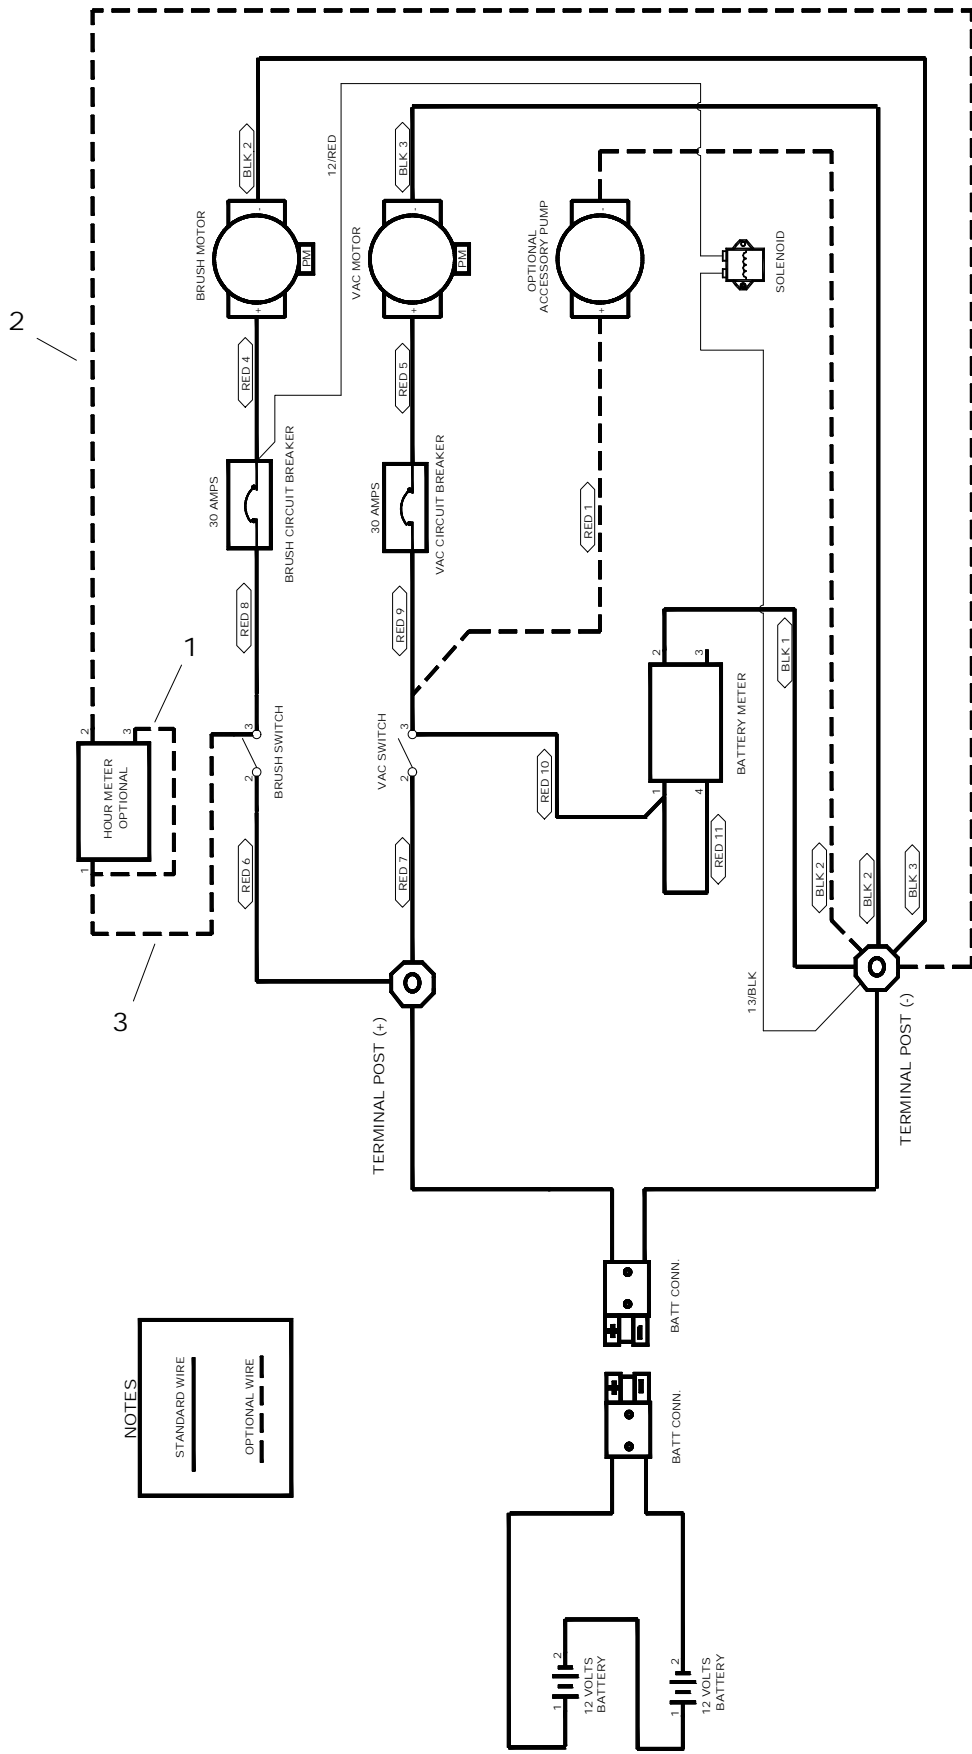 2
1
3
BRUSH MOTOR
BLK 2
-
PM
+
RED 4
12/RED
VAC MOTOR
BLK 3
-
PM
+
RED 5
OPTIONAL
ACCESSORY PUMP
-
+
RED 1
SOLENOID
30 AMPS
BRUSH CIRCUIT BREAKER
30 AMPS
VAC CIRCUIT BREAKER
RED 8
RED 9
HOUR METER
OPTIONAL
1
2
3
3
2
BRUSH SWITCH
3
2
VAC SWITCH
RED 6
RED 7
RED 10
BATTERY METER
2
3
1
4
RED 11
BLK 1
BLK 2
BLK 2
BLK 3
13/BLK
TERMINAL POST (+)
TERMINAL POST (-)
BATT CONN.
+
-
BATT CONN.
+
-
NOTES
STANDARD WIRE
OPTIONAL WIRE
1
2
12 VOLTS
BATTERY
1
2
12 VOLTS
BATTERY